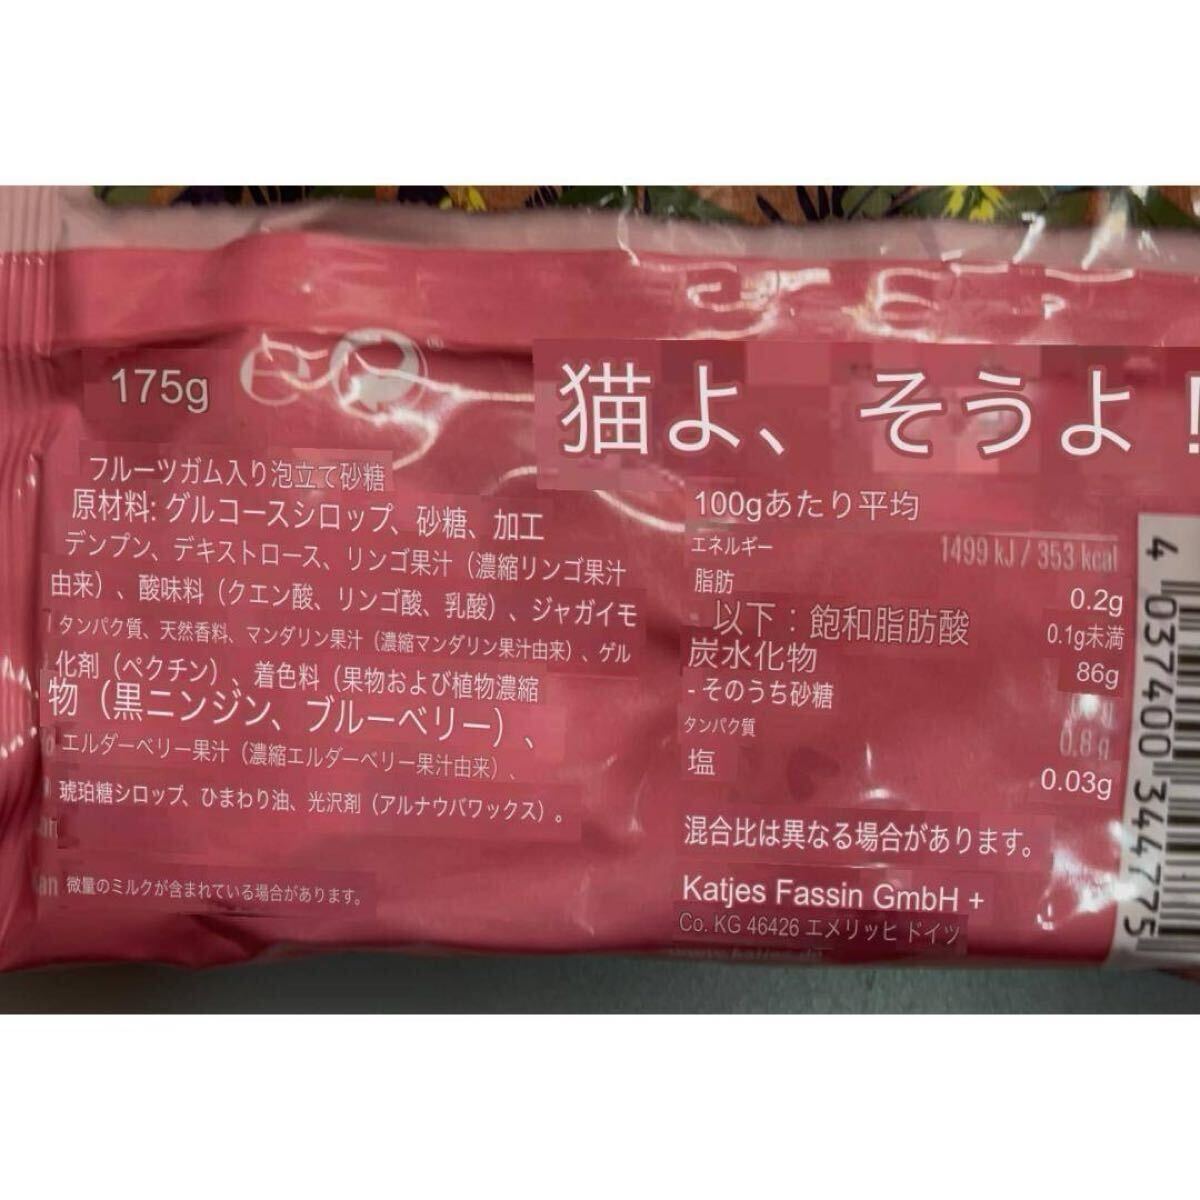 175g
猫よ、そうよ！
フルーツガム入り泡立て砂糖
原材料: グルコースシロップ、砂糖、加工
デンプン、デキストロース、リンゴ果汁（濃縮リンゴ果汁
由来）、酸味料（クエン酸、リンゴ酸、乳酸）、ジャガイモ
タンパク質、天然香料、マンダリン果汁（濃縮マンダリン果汁由来）、ゲル
化剤（ペクチン）、着色料（果物および植物濃縮
物（黒ニンジン、ブルーベリー）、
エルダーベリー果汁（濃縮エルダーベリー果汁由来）、
琥珀糖シロップ、ひまわり油、光沢剤（アルナウバワックス）。
微量のミルクが含まれている場合があります。
100gあたり平均
エネルギー 1499 kJ / 353 kcal
脂肪 0.2g
以下：飽和脂肪酸 0.1g未満
炭水化物 86g
- そのうち砂糖
タンパク質 0.8 g
塩 0.03g
混合比は異なる場合があります。
Katjes Fassin GmbH +
Co. KG 46426 エメリッヒ ドイツ
4 037400 344775